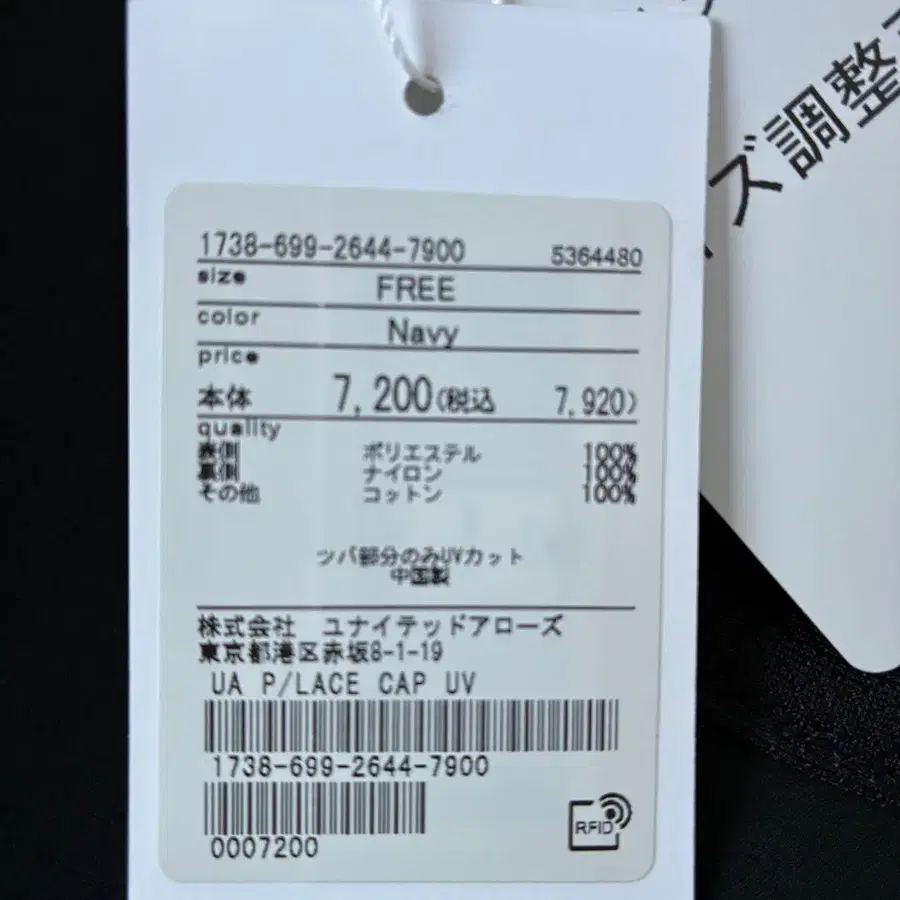 1738-699-2644-7900 5364480
size FREE
color Navy
price
本体 7,200(税込 7,920)
quality
表側 ポリエステル 100%
裏側 ナイロン 100%
その他 コットン 100%
ツバ部分のみUVカット
中国製
株式会社 ユナイテッドアローズ
東京都港区赤坂8-1-19
UA P/LACE CAP UV
1738-699-2644-7900
0007200
RFID
ズ調整